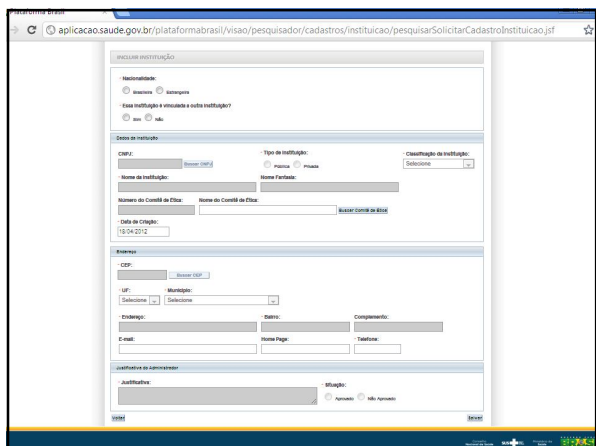 Plataforma Brasil
aplicacao.saude.gov.br/plataformabrasil/visao/pesquisador/cadastros/instituicao/pesquisarSolicitarCadastroInstituicao.jsf
INCLUIR INSTITUIÇÃO
* Nacionalidade:
Brasileira Estrangeira
* Essa Instituição é vinculada a outra Instituição?
Sim Não
Dados da Instituição
CNPJ: * Tipo de Instituição: * Classificação da Instituição:
Buscar CNPJ Pública Privada Selecione
* Nome da Instituição: Nome Fantasia:
Número do Comitê de Ética: Nome do Comitê de Ética:
Buscar Comitê de Ética
* Data de Criação:
18/04/2012
Endereço
* CEP:
Buscar CEP
* UF: * Município:
Selecione Selecione
* Endereço: * Bairro: Complemento:
E-mail: Home Page: * Telefone:
Justificativa do Administrador
* Justificativa: * Situação:
Aprovado Não Aprovado
Voltar Salvar
SUS